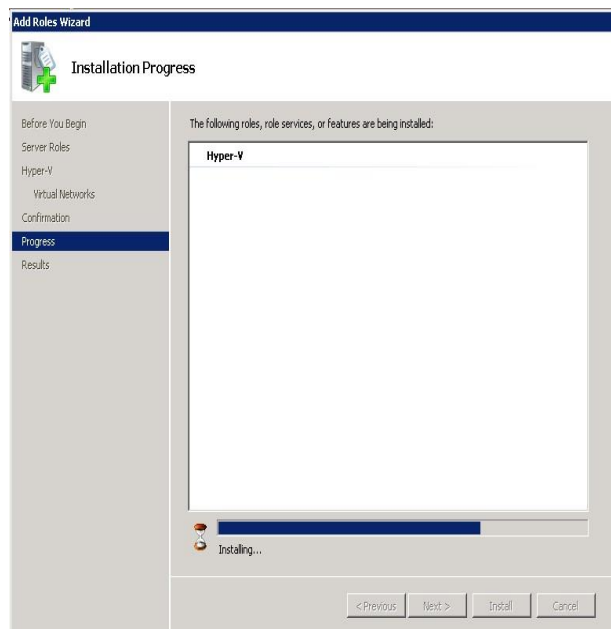 Add Roles Wizard
Installation Progress
Before You Begin
Server Roles
Hyper-V
Virtual Networks
Confirmation
Progress
Results
The following roles, role services, or features are being installed:
Hyper-V
Installing...
< Previous
Next >
Install
Cancel